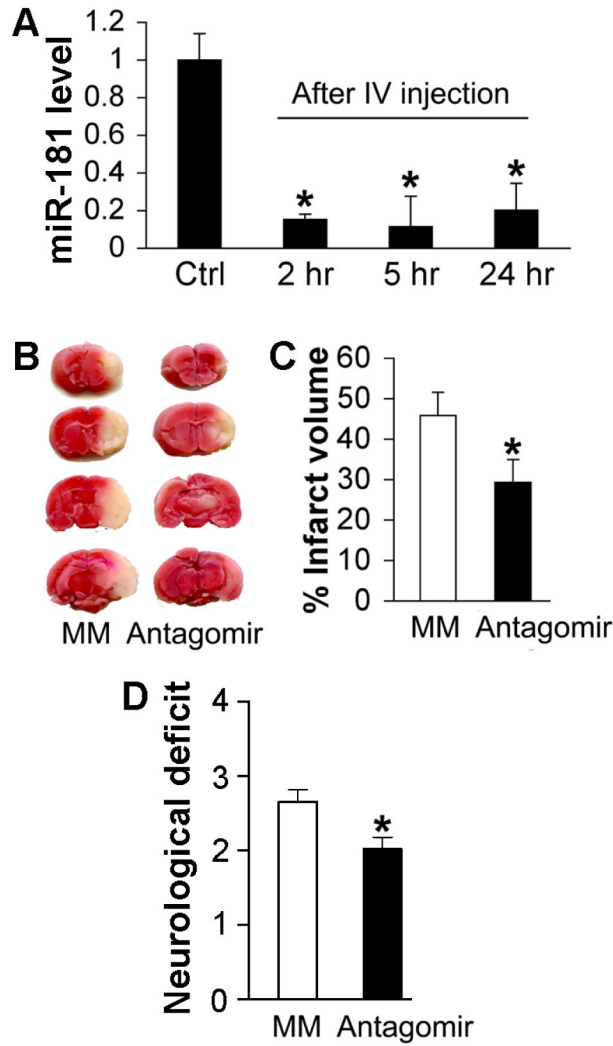 A
miR-181 level
1.2
1
0.8
0.6
0.4
0.2
0
After IV injection
*
*
*
Ctrl 2 hr 5 hr 24 hr
B
MM Antagomir
C
% Infarct volume
60
50
40
30
20
10
0
*
MM Antagomir
D
Neurological deficit
4
3
2
1
0
*
MM Antagomir